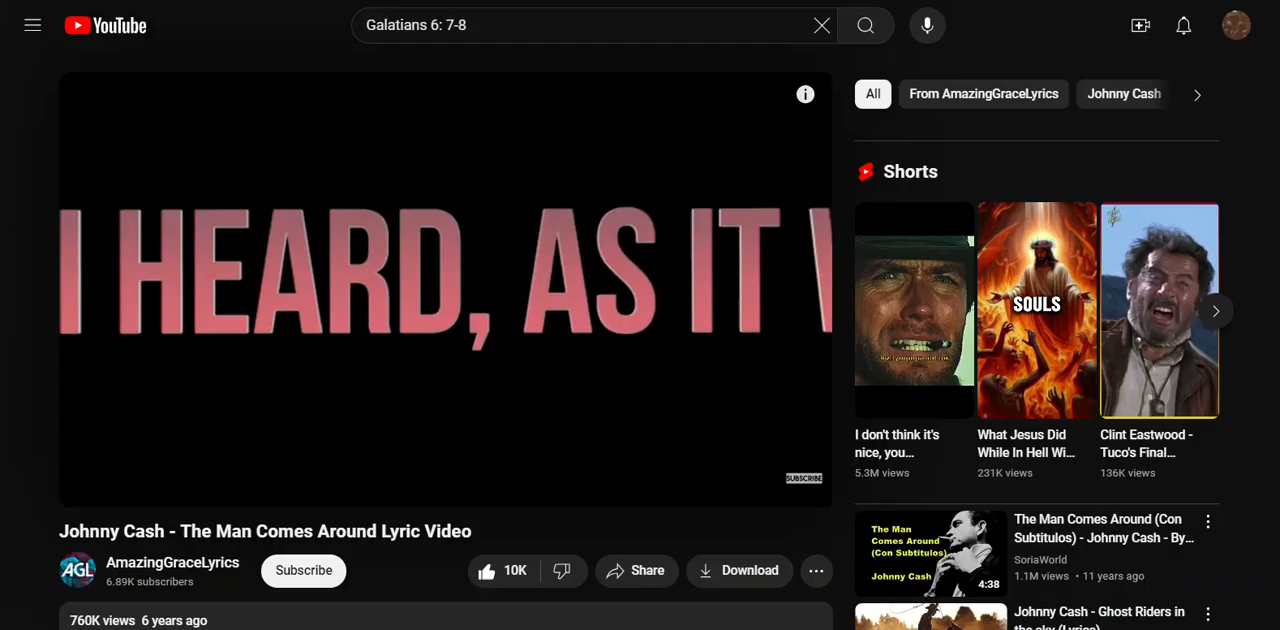 YouTube
Galatians 6: 7-8
I HEARD, AS IT
SUBSCRIBE
Johnny Cash - The Man Comes Around Lyric Video
AGL
AmazingGraceLyrics
6.89K subscribers
Subscribe
10K
Share
Download
760K views 6 years ago
All
From AmazingGraceLyrics
Johnny Cash
Shorts
SOULS
I don't think it's
nice, you...
5.3M views
What Jesus Did
While In Hell Wi...
231K views
Clint Eastwood -
Tuco's Final...
136K views
The Man
Comes Around
(Con Subtitulos)
Johnny Cash
4:38
The Man Comes Around (Con
Subtitulos) - Johnny Cash - By...
SoriaWorld
1.1M views • 11 years ago
Johnny Cash - Ghost Riders in
the sky (Lyrics)